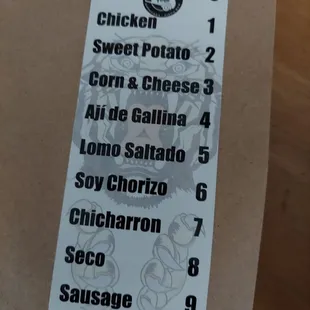 Chicken 1
Sweet Potato 2
Corn & Cheese 3
Ají de Gallina 4
Lomo Saltado 5
Soy Chorizo 6
Chicharron 7
Seco 8
Sausage 9